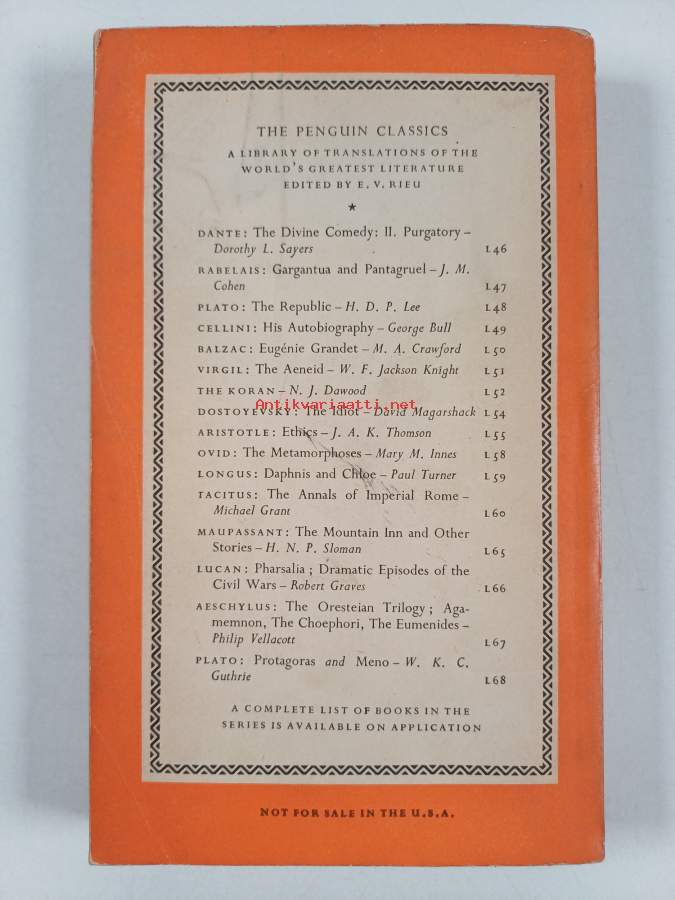 THE PENGUIN CLASSICS
A LIBRARY OF TRANSLATIONS OF THE
WORLD'S GREATEST LITERATURE
EDITED BY E. V. RIEU
★
DANTE: The Divine Comedy: II. Purgatory –
Dorothy L. Sayers L46
RABELAIS: Gargantua and Pantagruel – J. M.
Cohen L47
PLATO: The Republic – H. D. P. Lee L48
CELLINI: His Autobiography – George Bull L49
BALZAC: Eugénie Grandet – M. A. Crawford L50
VIRGIL: The Aeneid – W. F. Jackson Knight L51
THE KORAN – N. J. Dawood L52
Antikvariaatti.net
DOSTOYEVSKY: The Idiot – David Magarshack L54
ARISTOTLE: Ethics – J. A. K. Thomson L55
OVID: The Metamorphoses – Mary M. Innes L58
LONGUS: Daphnis and Chloe – Paul Turner L59
TACITUS: The Annals of Imperial Rome –
Michael Grant L60
MAUPASSANT: The Mountain Inn and Other
Stories – H. N. P. Sloman L65
LUCAN: Pharsalia; Dramatic Episodes of the
Civil Wars – Robert Graves L66
AESCHYLUS: The Oresteian Trilogy; Aga-
memnon, The Choephori, The Eumenides –
Philip Vellacott L67
PLATO: Protagoras and Meno – W. K. C.
Guthrie L68
A COMPLETE LIST OF BOOKS IN THE
SERIES IS AVAILABLE ON APPLICATION
NOT FOR SALE IN THE U.S.A.